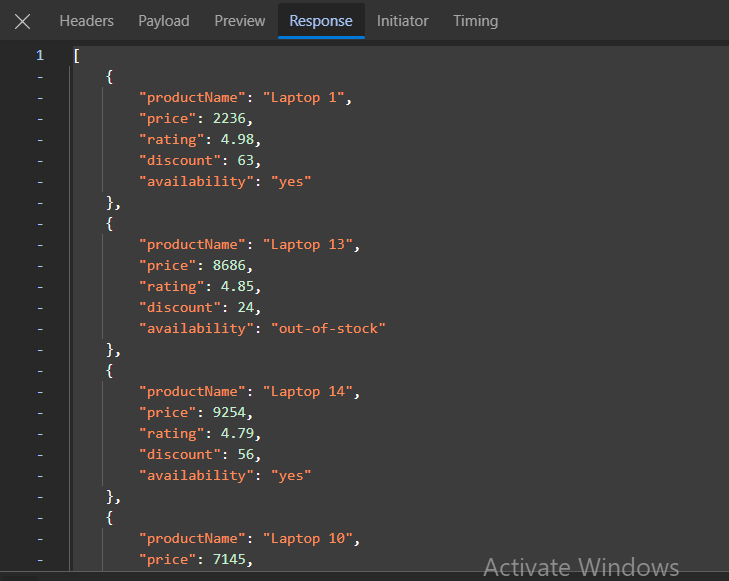 Headers Payload Preview Response Initiator Timing
1 [
- {
- "productName": "Laptop 1",
- "price": 2236,
- "rating": 4.98,
- "discount": 63,
- "availability": "yes"
- },
- {
- "productName": "Laptop 13",
- "price": 8686,
- "rating": 4.85,
- "discount": 24,
- "availability": "out-of-stock"
- },
- {
- "productName": "Laptop 14",
- "price": 9254,
- "rating": 4.79,
- "discount": 56,
- "availability": "yes"
- },
- {
- "productName": "Laptop 10",
- "price": 7145,
Activate Windows